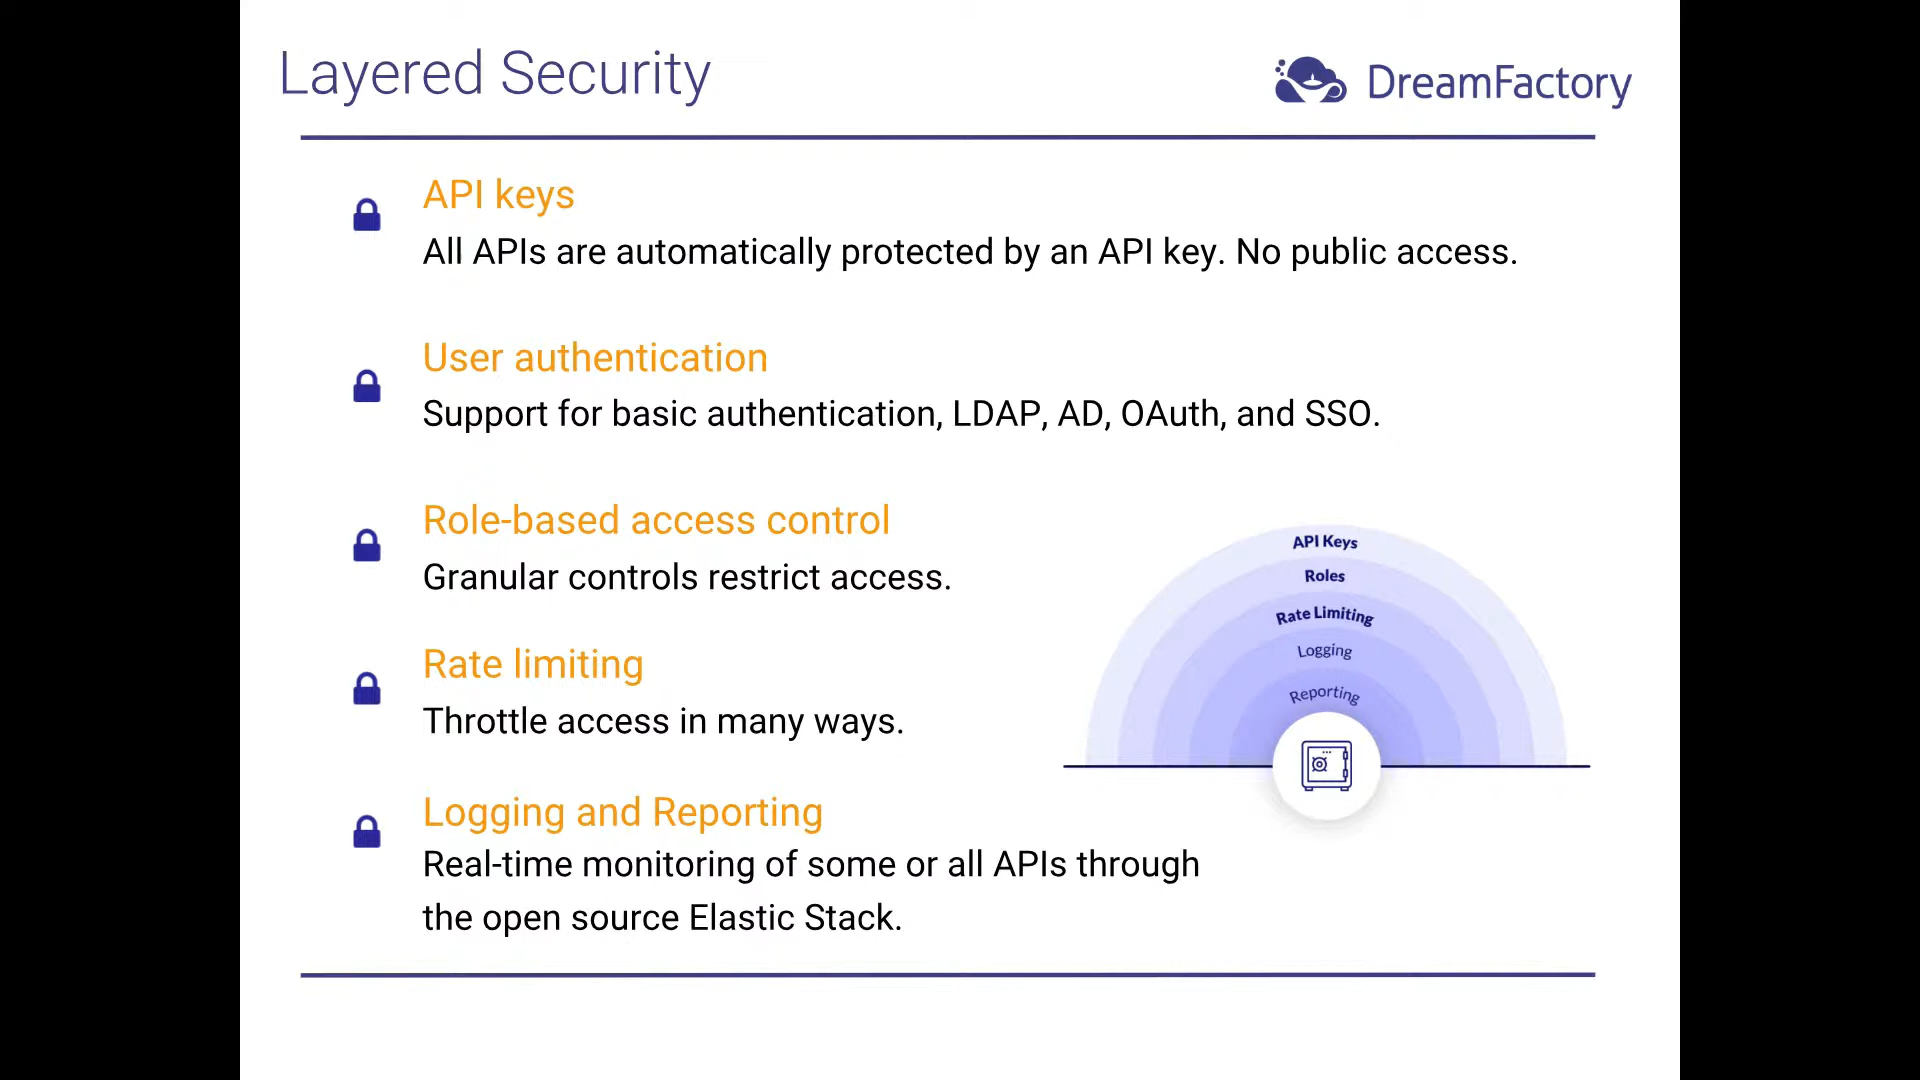 Layered Security
DreamFactory
API keys
All APIs are automatically protected by an API key. No public access.
User authentication
Support for basic authentication, LDAP, AD, OAuth, and SSO.
Role-based access control
Granular controls restrict access.
Rate limiting
Throttle access in many ways.
Logging and Reporting
Real-time monitoring of some or all APIs through
the open source Elastic Stack.
API Keys
Roles
Rate Limiting
Logging
Reporting